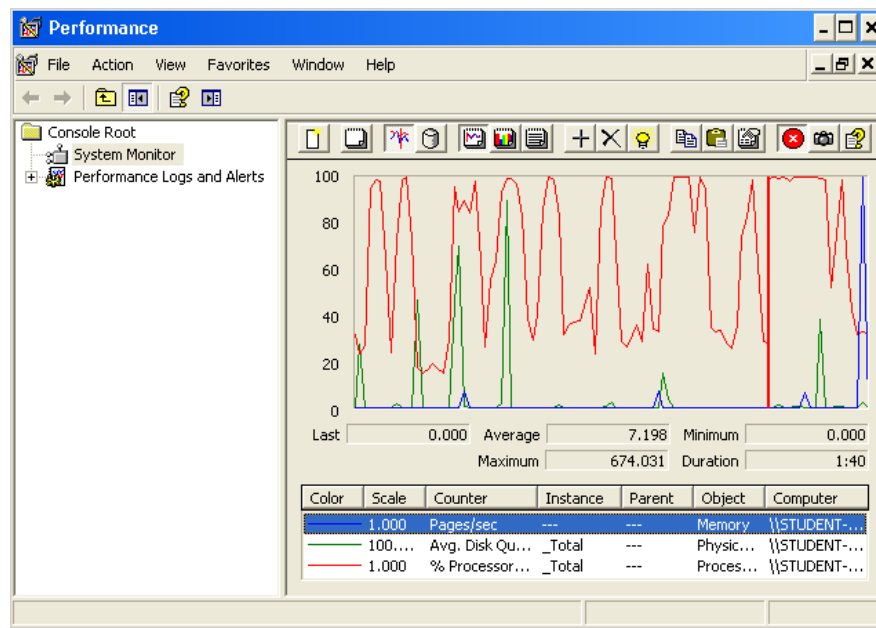 Performance
File Action View Favorites Window Help
Console Root
System Monitor
Performance Logs and Alerts
100
80
60
40
20
0
Last 0.000 Average 7.198 Minimum 0.000
Maximum 674.031 Duration 1:40
Color Scale Counter Instance Parent Object Computer
1.000 Pages/sec --- --- Memory \\STUDENT-...
100.... Avg. Disk Qu... _Total --- Physic... \\STUDENT-...
1.000 % Processor... _Total --- Proces... \\STUDENT-...